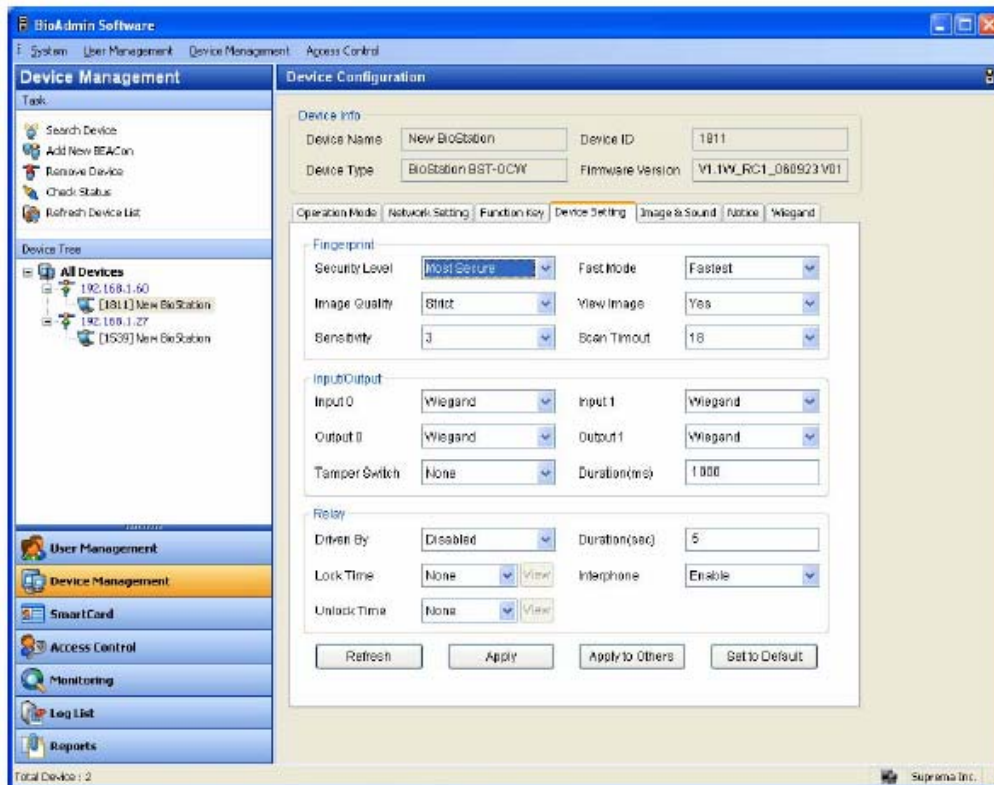 BioAdmin Software
System User Management Device Management Access Control
Device Management
Task
Search Device
Add New BEACon
Remove Device
Check Status
Refresh Device List
Device Tree
All Devices
192.168.1.60
[1811] New BioStation
192.168.1.27
[1539] New BioStation
User Management
Device Management
SmartCard
Access Control
Monitoring
Log List
Reports
Device Configuration
Device Info
Device Name New BioStation Device ID 1811
Device Type BioStation BST-OCW Firmware Version V1.1W_RC1_060923 V01
Operation Mode Network Setting Function Key Device Setting Image & Sound Notice Wiegand
Fingerprint
Security Level Most Secure Fast Mode Fastest
Image Quality Strict View Image Yes
Sensitivity 3 Scan Timout 18
Input/Output
Input 0 Wiegand Input 1 Wiegand
Output 0 Wiegand Output 1 Wiegand
Tamper Switch None Duration(ms) 1000
Relay
Driven By Disabled Duration(sec) 5
Lock Time None View Interphone Enable
Unlock Time None View
Refresh Apply Apply to Others Set to Default
Total Device : 2 Suprema Inc.